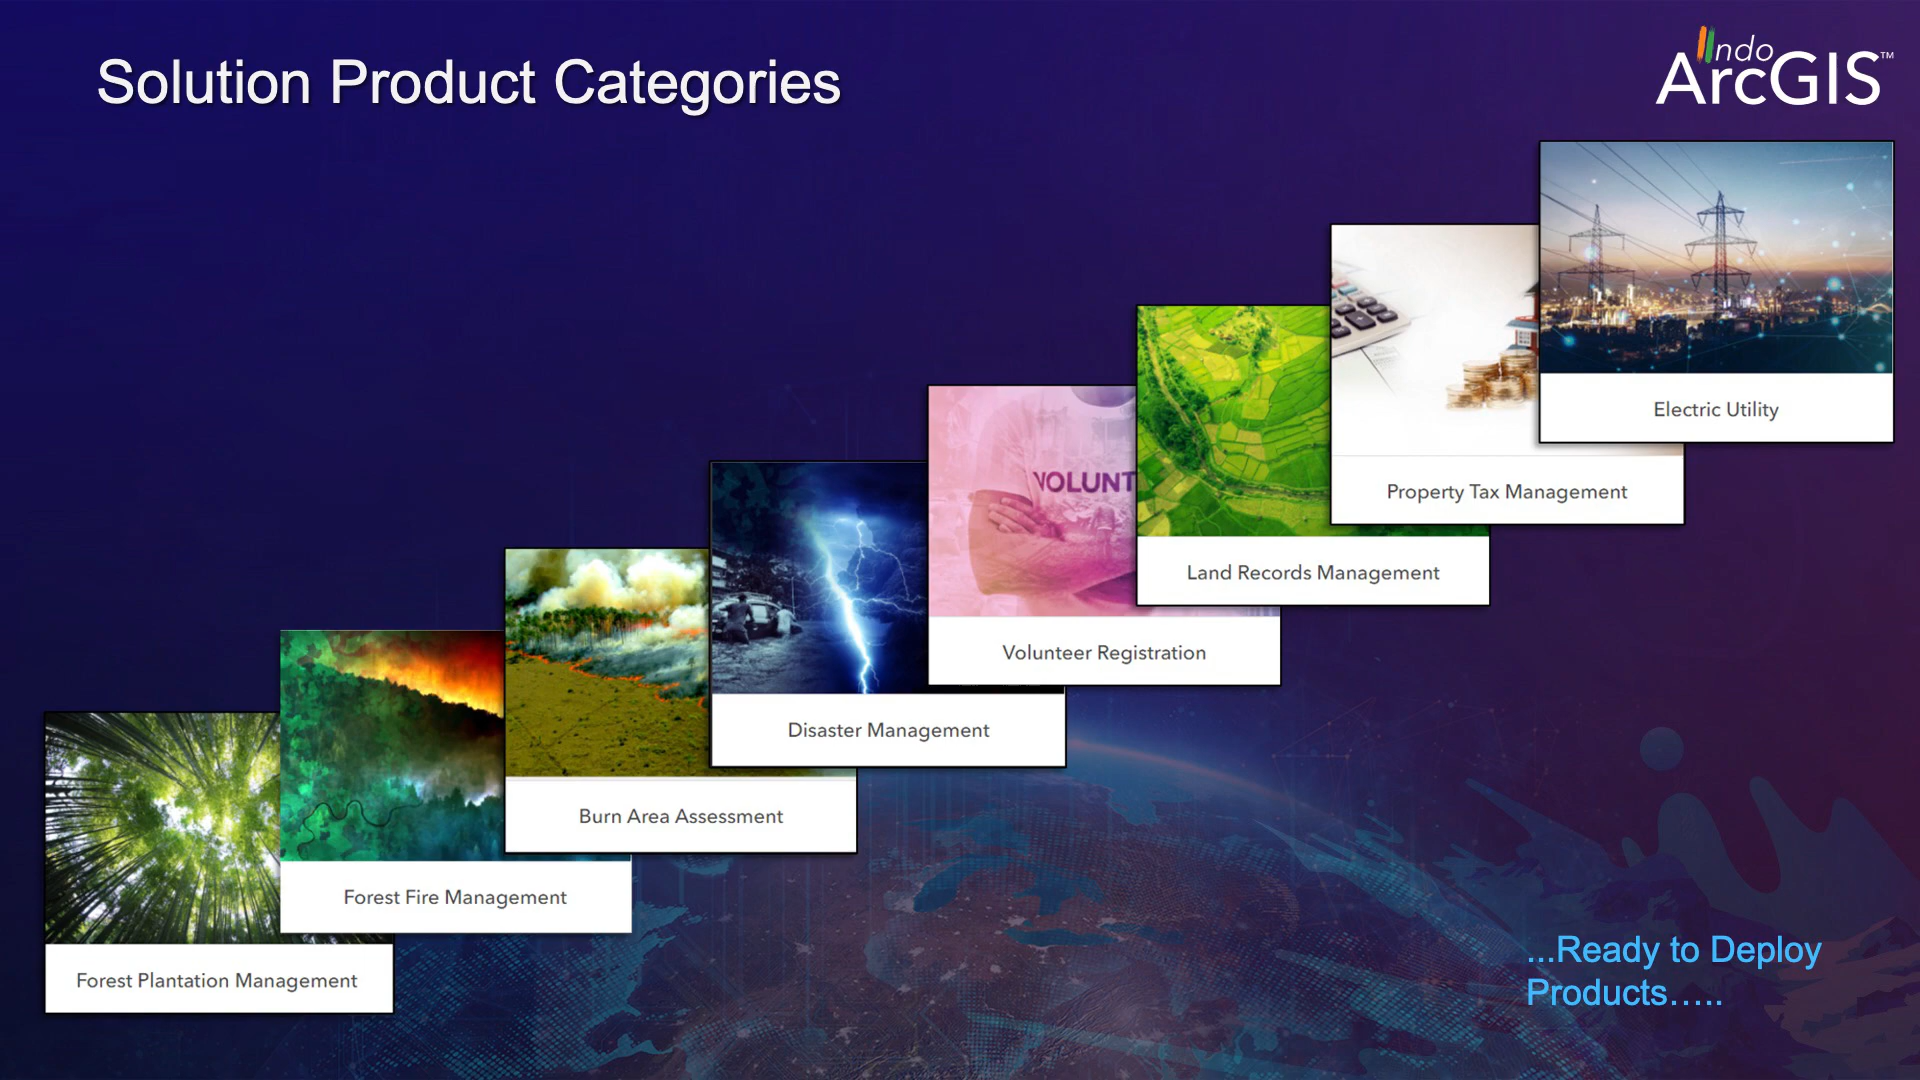 Solution Product Categories
Indo
ArcGIS™
Electric Utility
Property Tax Management
Land Records Management
VOLUNT
Volunteer Registration
Disaster Management
Burn Area Assessment
Forest Fire Management
Forest Plantation Management
...Ready to Deploy
Products…..